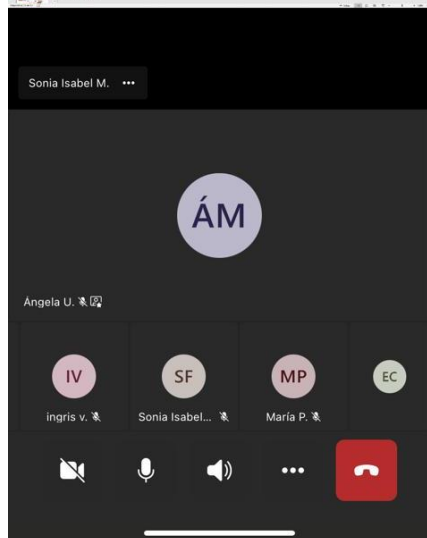 Sonia Isabel M. •••
ÁM
Ángela U.
IV
SF
MP
EC
ingris v.
Sonia Isabel...
María P.